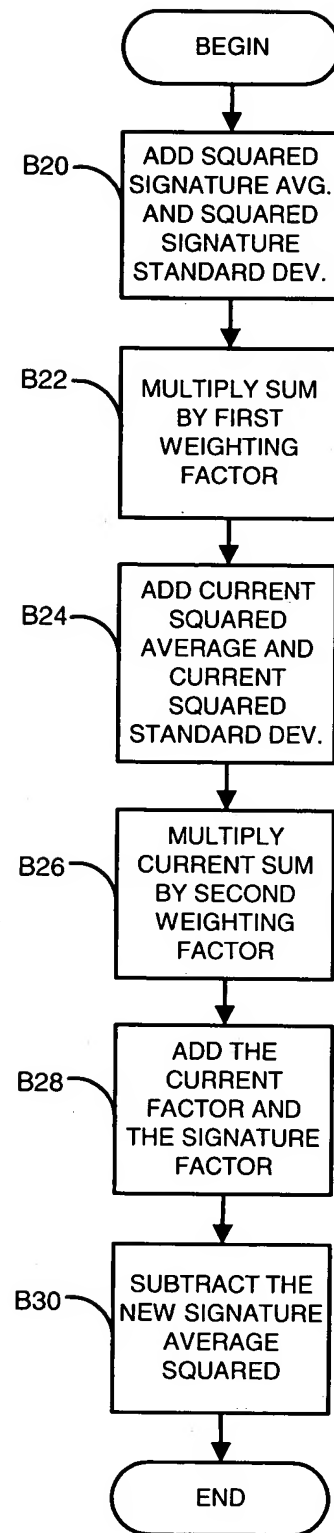 BEGIN
B20
ADD SQUARED
SIGNATURE AVG.
AND SQUARED
SIGNATURE
STANDARD DEV.
B22
MULTIPLY SUM
BY FIRST
WEIGHTING
FACTOR
B24
ADD CURRENT
SQUARED
AVERAGE AND
CURRENT
SQUARED
STANDARD DEV.
B26
MULTIPLY
CURRENT SUM
BY SECOND
WEIGHTING
FACTOR
B28
ADD THE
CURRENT
FACTOR AND
THE SIGNATURE
FACTOR
B30
SUBTRACT THE
NEW SIGNATURE
AVERAGE
SQUARED
END